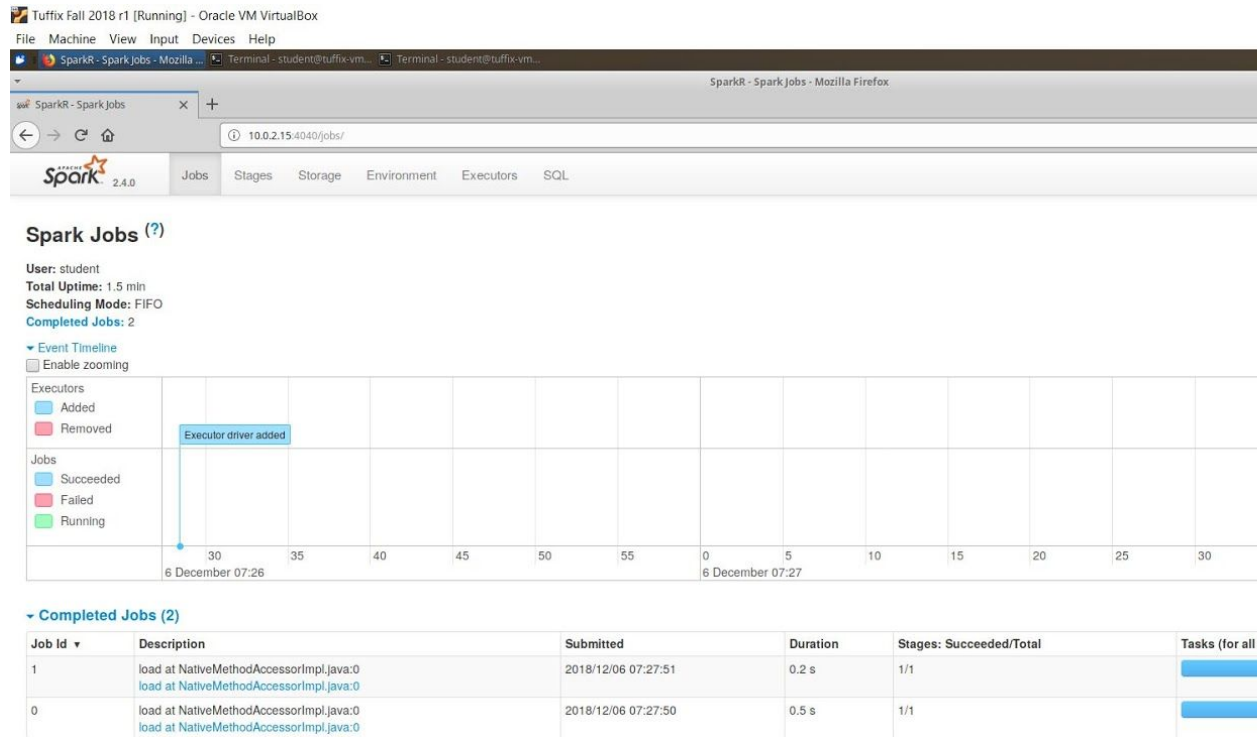 Tuffix Fall 2018 r1 [Running] - Oracle VM VirtualBox
File Machine View Input Devices Help
SparkR - Spark Jobs - Mozilla ... Terminal - student@tuffix-vm... Terminal - student@tuffix-vm...
SparkR - Spark Jobs - Mozilla Firefox
SparkR - Spark Jobs
10.0.2.15:4040/jobs/
APACHE Spark 2.4.0 Jobs Stages Storage Environment Executors SQL
Spark Jobs (?)
User: student
Total Uptime: 1.5 min
Scheduling Mode: FIFO
Completed Jobs: 2
Event Timeline
Enable zooming
Executors
Added
Removed
Executor driver added
Jobs
Succeeded
Failed
Running
30 35 40 45 50 55 0 5 10 15 20 25 30
6 December 07:26 6 December 07:27
Completed Jobs (2)
Job Id Description Submitted Duration Stages: Succeeded/Total Tasks (for all
1 load at NativeMethodAccessorImpl.java:0 2018/12/06 07:27:51 0.2 s 1/1
load at NativeMethodAccessorImpl.java:0
0 load at NativeMethodAccessorImpl.java:0 2018/12/06 07:27:50 0.5 s 1/1
load at NativeMethodAccessorImpl.java:0